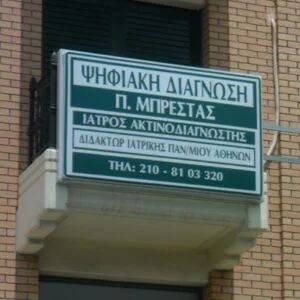 ΨΗΦΙΑΚΗ ΔΙΑΓΝΩΣΗ
Π. ΜΠΡΕΣΤΑΣ
ΙΑΤΡΟΣ ΑΚΤΙΝΟΔΙΑΓΝΩΣΤΗΣ
ΔΙΔΑΚΤΩΡ ΙΑΤΡΙΚΗΣ ΠΑΝ/ΜΙΟΥ ΑΘΗΝΩΝ
ΤΗΛ: 210 - 81 03 320